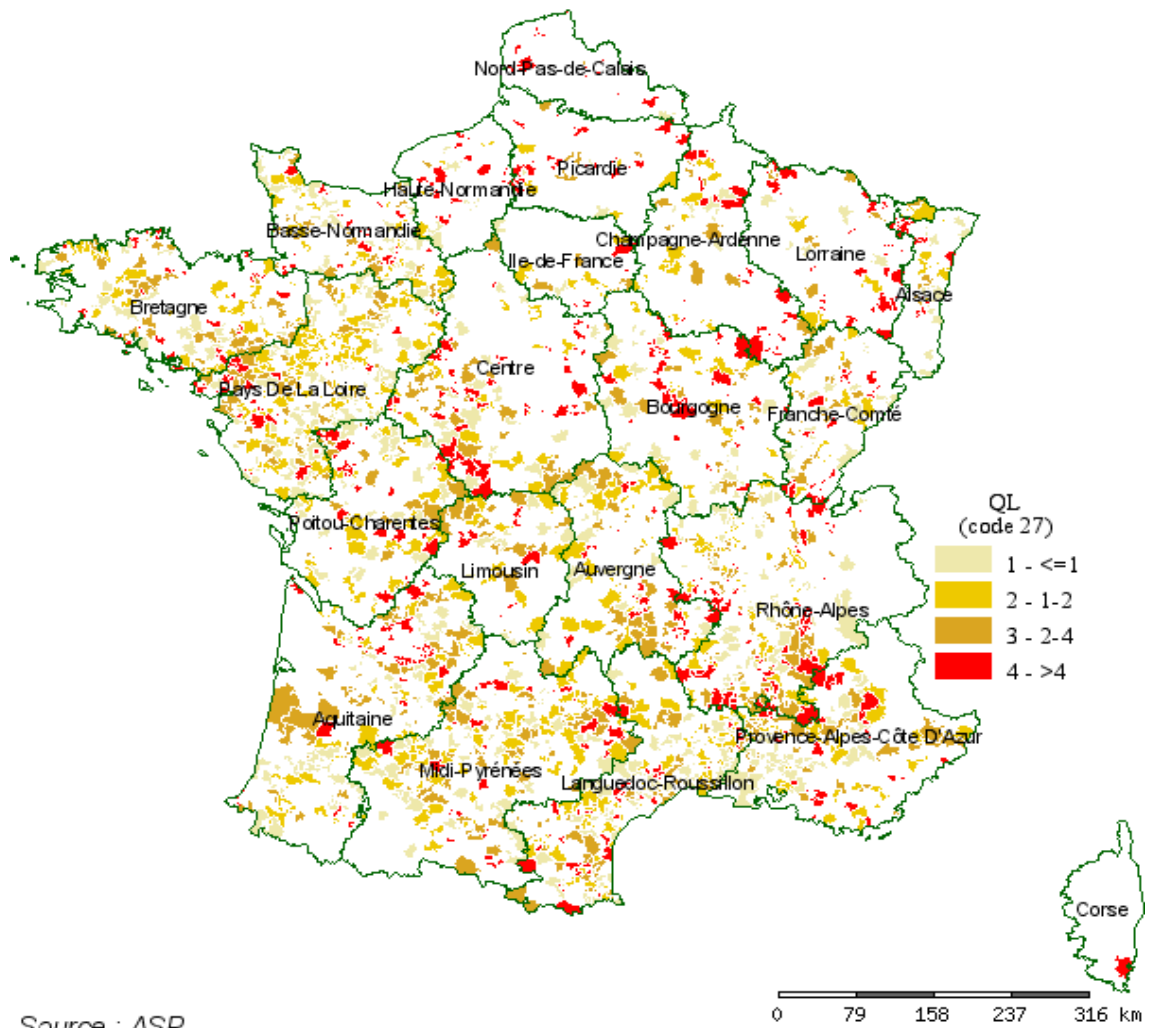 Nord-Pas-de-Calais
Picardie
Haute-Normandie
Basse-Normandie
Ile-de-France
Champagne-Ardenne
Lorraine
Alsace
Bretagne
Pays De La Loire
Centre
Bourgogne
Franche-Comté
Poitou-Charentes
Limousin
Auvergne
Rhône-Alpes
Aquitaine
Midi-Pyrénées
Languedoc-Roussillon
Provence-Alpes-Côte D'Azur
Corse
QL
(code 27)
1 - <=1
2 - 1-2
3 - 2-4
4 - >4
0 79 158 237 316 km
Source : ASP